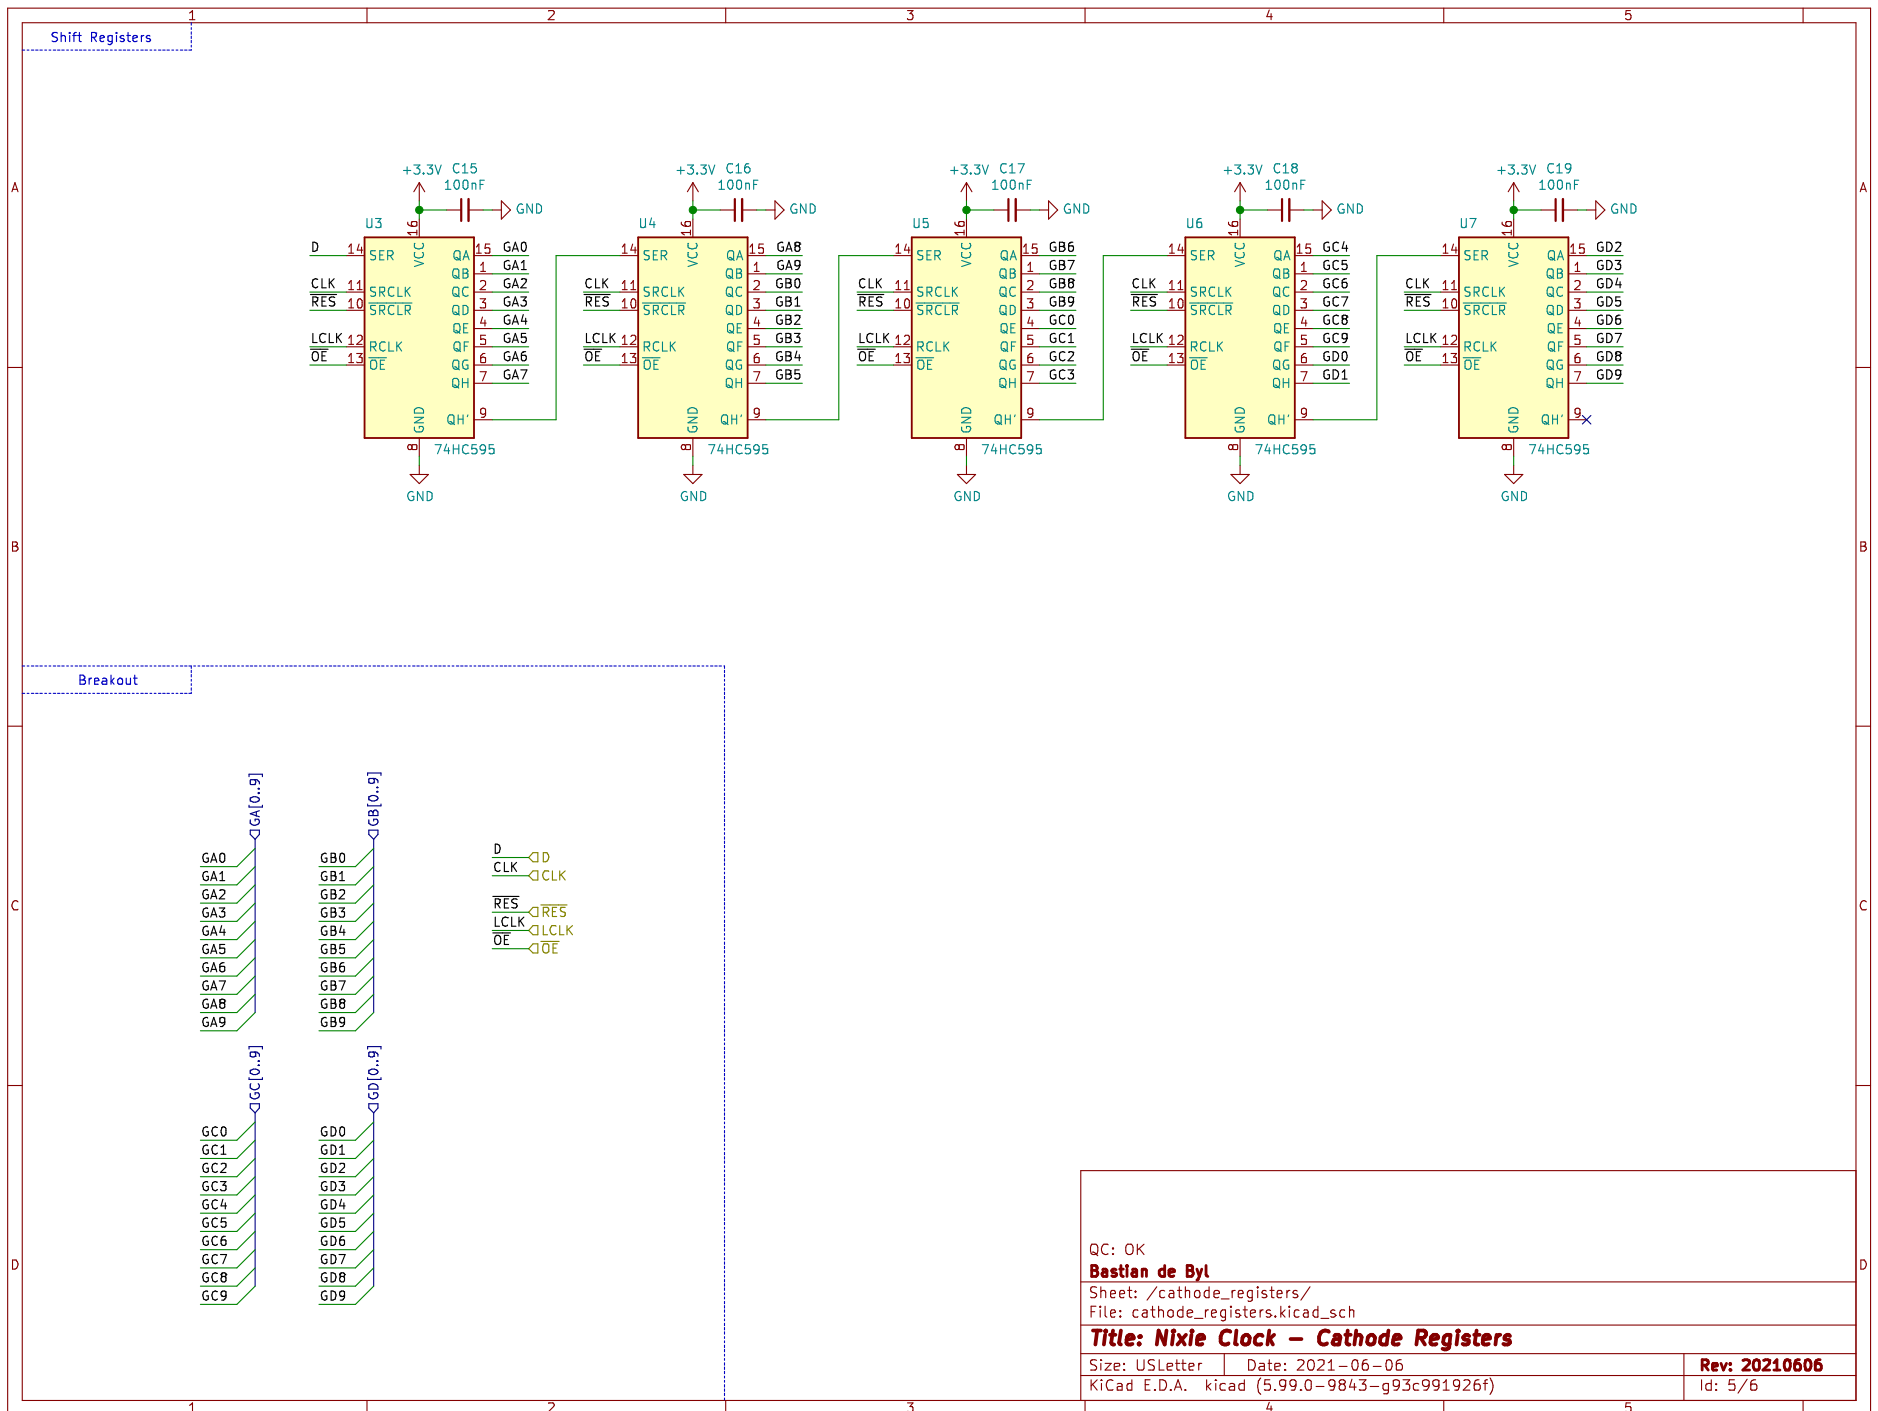 1 2 3 4 5
Shift Registers
A
A
B
B
C
C
D
D
+3.3V C15
100nF
GND
U3
16
VCC
D 14 SER QA 15 GA0
QB 1 GA1
CLK 11 SRCLK QC 2 GA2
RES 10 SRCLR QD 3 GA3
QE 4 GA4
LCLK 12 RCLK QF 5 GA5
OE 13 OE QG 6 GA6
QH 7 GA7
GND QH' 9
8
74HC595
GND
+3.3V C16
100nF
GND
U4
16
VCC
14 SER QA 15 GA8
QB 1 GA9
CLK 11 SRCLK QC 2 GB0
RES 10 SRCLR QD 3 GB1
QE 4 GB2
LCLK 12 RCLK QF 5 GB3
OE 13 OE QG 6 GB4
QH 7 GB5
GND QH' 9
8
74HC595
GND
+3.3V C17
100nF
GND
U5
16
VCC
14 SER QA 15 GB6
QB 1 GB7
CLK 11 SRCLK QC 2 GB8
RES 10 SRCLR QD 3 GB9
QE 4 GC0
LCLK 12 RCLK QF 5 GC1
OE 13 OE QG 6 GC2
QH 7 GC3
GND QH' 9
8
74HC595
GND
+3.3V C18
100nF
GND
U6
16
VCC
14 SER QA 15 GC4
QB 1 GC5
CLK 11 SRCLK QC 2 GC6
RES 10 SRCLR QD 3 GC7
QE 4 GC8
LCLK 12 RCLK QF 5 GC9
OE 13 OE QG 6 GD0
QH 7 GD1
GND QH' 9
8
74HC595
GND
+3.3V C19
100nF
GND
U7
16
VCC
14 SER QA 15 GD2
QB 1 GD3
CLK 11 SRCLK QC 2 GD4
RES 10 SRCLR QD 3 GD5
QE 4 GD6
LCLK 12 RCLK QF 5 GD7
OE 13 OE QG 6 GD8
QH 7 GD9
GND QH' 9
8
74HC595
GND
Breakout
GA[0..9]
GA0
GA1
GA2
GA3
GA4
GA5
GA6
GA7
GA8
GA9
GB[0..9]
GB0
GB1
GB2
GB3
GB4
GB5
GB6
GB7
GB8
GB9
D D
CLK CLK
RES RES
LCLK LCLK
OE OE
GC[0..9]
GC0
GC1
GC2
GC3
GC4
GC5
GC6
GC7
GC8
GC9
GD[0..9]
GD0
GD1
GD2
GD3
GD4
GD5
GD6
GD7
GD8
GD9
QC: OK
Bastian de Byl
Sheet: /cathode_registers/
File: cathode_registers.kicad_sch
Title: Nixie Clock – Cathode Registers
Size: USLetter Date: 2021-06-06 Rev: 20210606
KiCad E.D.A. kicad (5.99.0-9843-g93c991926f) Id: 5/6
1 2 3 4 5